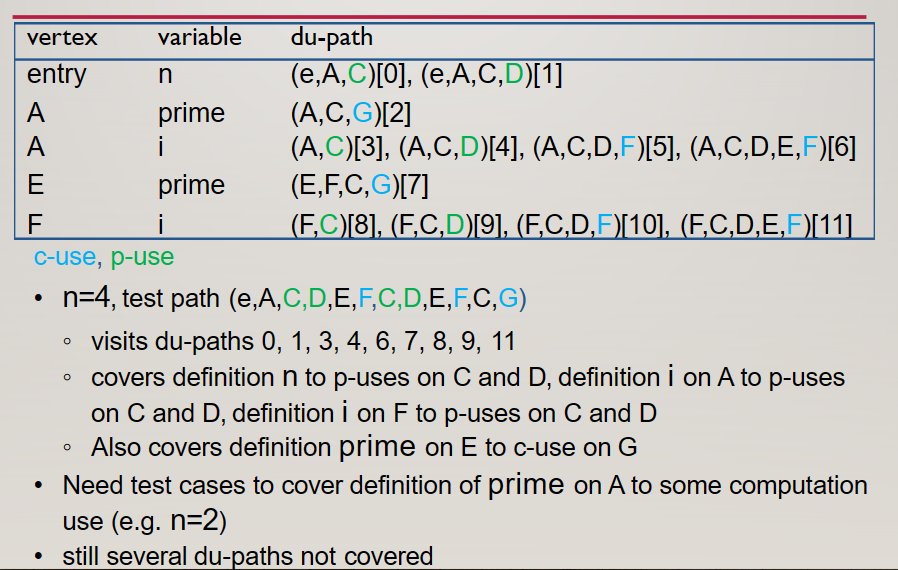 vertex variable du-path
entry n (e,A,C)[0], (e,A,C,D)[1]
A prime (A,C,G)[2]
A i (A,C)[3], (A,C,D)[4], (A,C,D,F)[5], (A,C,D,E,F)[6]
E prime (E,F,C,G)[7]
F i (F,C)[8], (F,C,D)[9], (F,C,D,F)[10], (F,C,D,E,F)[11]
c-use, p-use
• n=4, test path (e,A,C,D,E,F,C,D,E,F,C,G)
◦ visits du-paths 0, 1, 3, 4, 6, 7, 8, 9, 11
◦ covers definition n to p-uses on C and D, definition i on A to p-uses
on C and D, definition i on F to p-uses on C and D
◦ Also covers definition prime on E to c-use on G
• Need test cases to cover definition of prime on A to some computation
use (e.g. n=2)
• still several du-paths not covered